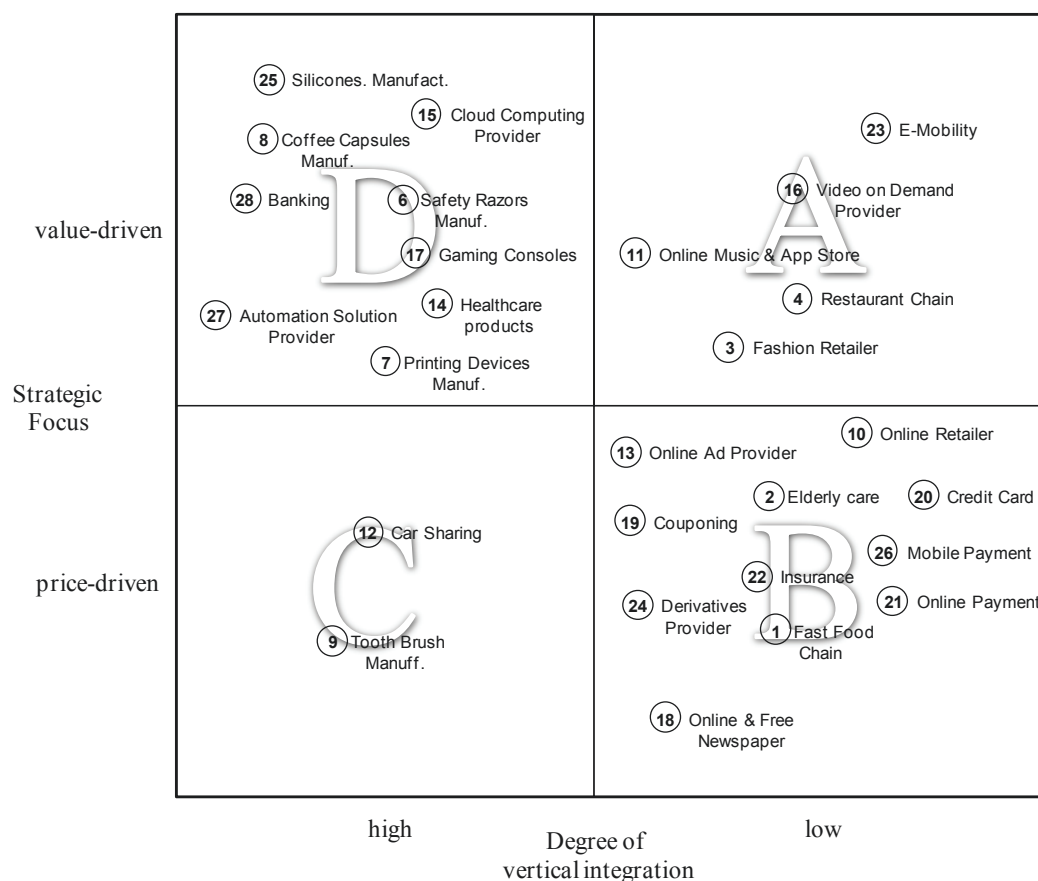 25 Silicones. Manufact.
15 Cloud Computing
Provider
8 Coffee Capsules
Manuf.
D
28 Banking
6 Safety Razors
Manuf.
17 Gaming Consoles
14 Healthcare
products
27 Automation Solution
Provider
7 Printing Devices
Manuf.
23 E-Mobility
A
16 Video on Demand
Provider
11 Online Music & App Store
4 Restaurant Chain
3 Fashion Retailer
value-driven
Strategic
Focus
price-driven
12 Car Sharing
C
9 Tooth Brush
Manuff.
10 Online Retailer
13 Online Ad Provider
2 Elderly care
20 Credit Card
19 Couponing
B
26 Mobile Payment
22 Insurance
21 Online Payment
24 Derivatives
Provider
1 Fast Food
Chain
18 Online & Free
Newspaper
high
low
Degree of
vertical integration